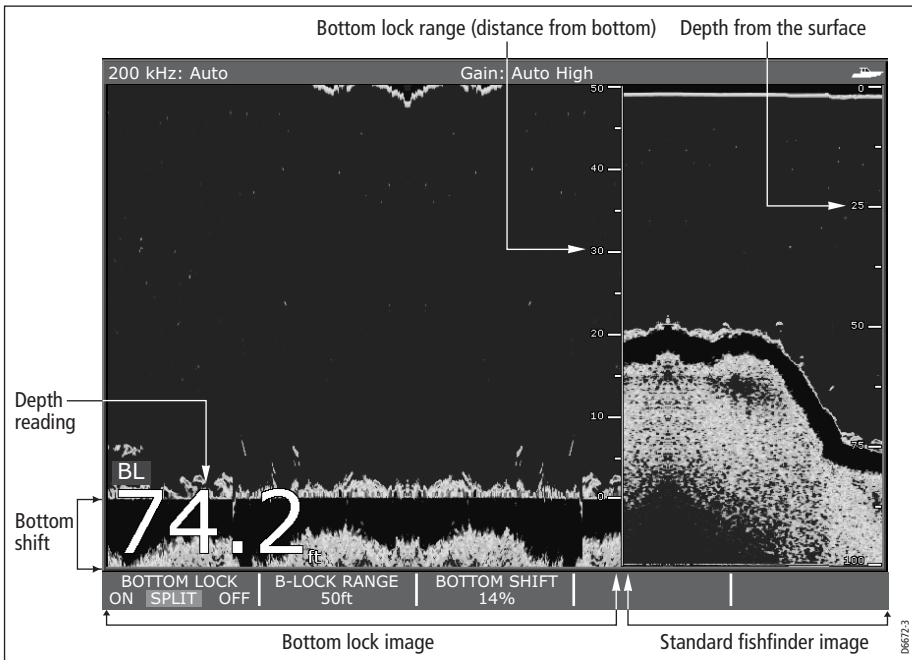 Bottom lock range (distance from bottom)
Depth from the surface
200 kHz: Auto
Gain: Auto High
50
40
30
20
10
0
0
25
50
75
100
Depth
reading
BL
74.2
ft
Bottom
shift
BOTTOM LOCK
ON SPLIT OFF
B-LOCK RANGE
50ft
BOTTOM SHIFT
14%
Bottom lock image
Standard fishfinder image
D6672-3